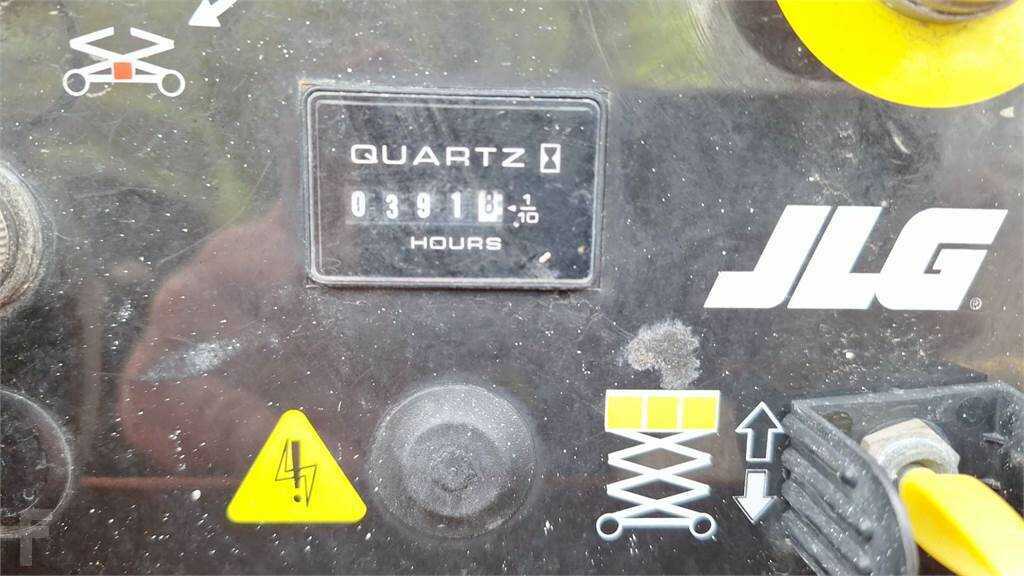 QUARTZ
0391 1/10
HOURS
JLG
®
T